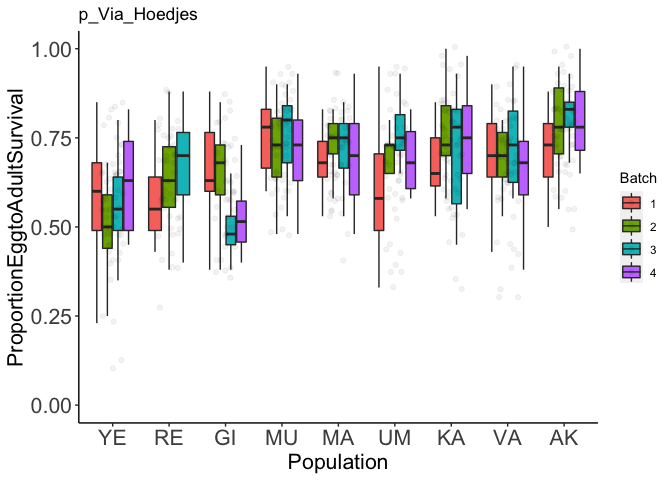 p_Via_Hoedjes
1.00
0.75
0.50
0.25
0.00
ProportionEggtoAdultSurvival
YE RE GI MU MA UM KA VA AK
Population
Batch
1
2
3
4